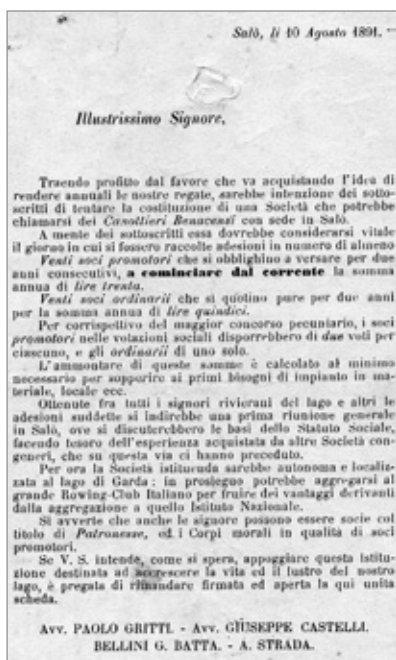 Salò, li 10 Agosto 1891.
Illustrissimo Signore,
Traendo profitto dal favore che va acquistando l'idea di
rendere annuali le nostre regate, sarebbe intenzione dei sotto-
scritti di tentare la costituzione di una Società che potrebbe
chiamarsi dei Canottieri Benacensi con sede in Salò.
A mente dei sottoscritti essa dovrebbe considerarsi vitale
il giorno in cui si fossero raccolte adesioni in numero di almeno
Venti soci promotori che si obblighino a versare per due
anni consecutivi, a cominciare dal corrente la somma
annua di lire trenta.
Venti soci ordinarii che si quotino pure per due anni
per la somma annua di lire quindici.
Per corrispettivo del maggior concorso pecuniario, i soci
promotori nelle votazioni sociali disporrebbero di due voti per
ciascuno, e gli ordinarii di uno solo.
L'ammontare di queste somme è calcolato al minimo
necessario per sopperire ai primi bisogni di impianto in ma-
teriale, locale ecc.
Ottenute fra tutti i signori rivierani del lago e altri le
adesioni suddette si indirebbe una prima riunione generale
in Salò, ove si discuterebbero le basi dello Statuto Sociale,
facendo tesoro dell'esperienza acquistata da altre Società con-
generi, che su questa via ci hanno preceduto.
Per ora la Società istituenda sarebbe autonoma e localiz-
zata al lago di Garda: in prosieguo potrebbe aggregarsi al
grande Rowing-Club Italiano per fruire dei vantaggi derivanti
dalla aggregazione a quello Istituto Nazionale.
Si avverte che anche le signore possono essere socie col
titolo di Patronesse, ed i Corpi morali in qualità di soci
promotori.
Se V. S. intende, come si spera, appoggiare questa istitu-
zione destinata ad accrescere la vita ed il lustro del nostro
lago, è pregata di rimandare firmata ed aperta la qui unita
scheda.
Avv. PAOLO GRITTI. - Avv. GIUSEPPE CASTELLI.
BELLINI G. BATTA. - A. STRADA.